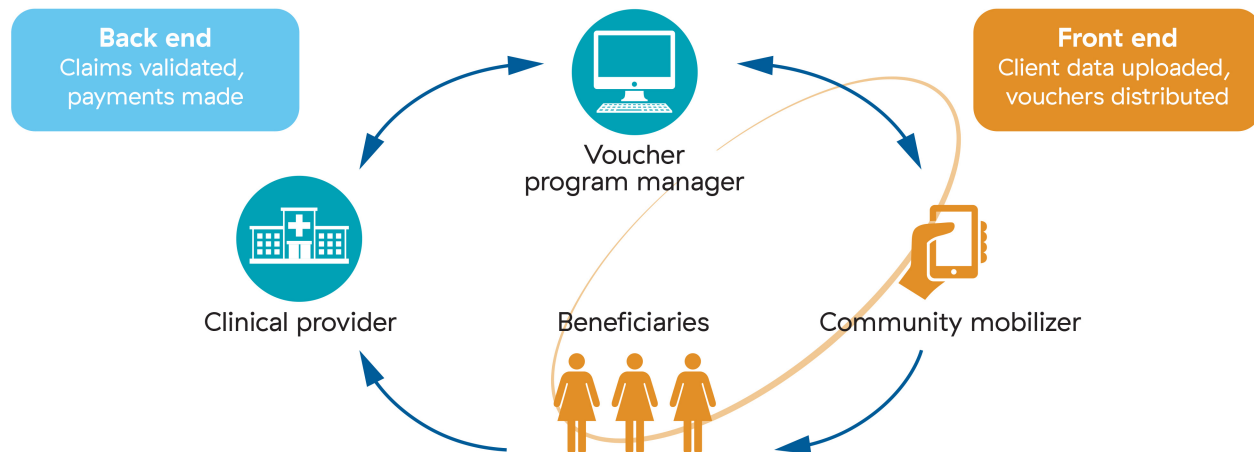 Back end
Claims validated,
payments made
Front end
Client data uploaded,
vouchers distributed
Voucher
program manager
Clinical provider
Beneficiaries
Community mobilizer